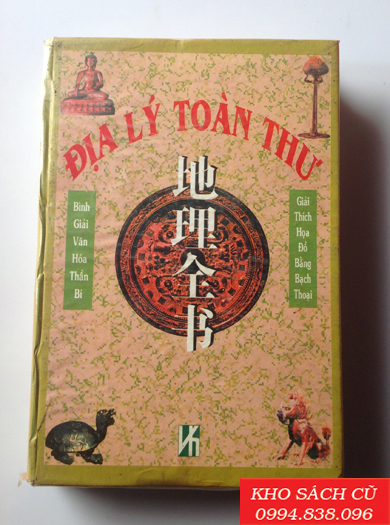 ĐỊA LÝ TOÀN THƯ
地理全书
Bình
Giải
Văn
Hóa
Thần
Bí
Giải
Thích
Họa
Đồ
Bằng
Bạch
Thoại
KHO SÁCH CŨ
0994.838.096